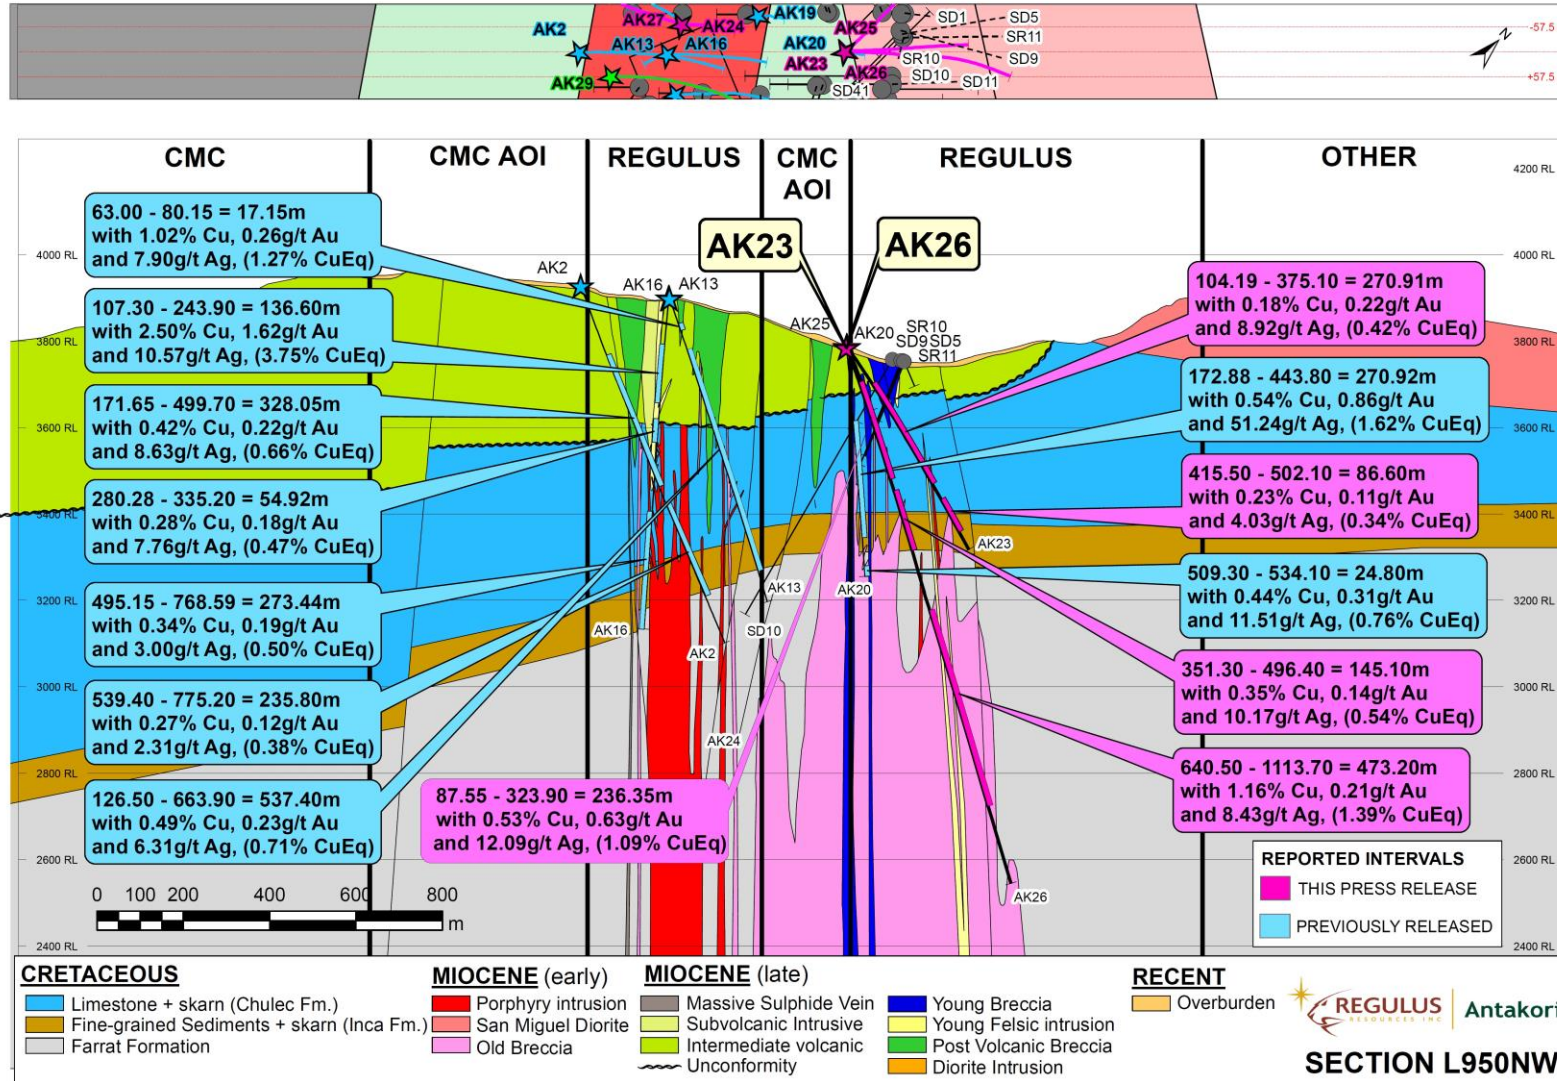 AK27
AK24
AK19
AK25
SD1
SD5
SR11
-57.5
AK2
AK13
AK16
AK20
AK23
AK26
SR10
SD9
SD10
SD11
SD41
N
+57.5
AK29
CMC
CMC AOI
REGULUS
CMC AOI
REGULUS
OTHER
4200 RL
4000 RL
4000 RL
3800 RL
3800 RL
3600 RL
3600 RL
3400 RL
3400 RL
3200 RL
3200 RL
3000 RL
3000 RL
2800 RL
2800 RL
2600 RL
2600 RL
2400 RL
2400 RL
63.00 - 80.15 = 17.15m
with 1.02% Cu, 0.26g/t Au
and 7.90g/t Ag, (1.27% CuEq)
107.30 - 243.90 = 136.60m
with 2.50% Cu, 1.62g/t Au
and 10.57g/t Ag, (3.75% CuEq)
171.65 - 499.70 = 328.05m
with 0.42% Cu, 0.22g/t Au
and 8.63g/t Ag, (0.66% CuEq)
280.28 - 335.20 = 54.92m
with 0.28% Cu, 0.18g/t Au
and 7.76g/t Ag, (0.47% CuEq)
495.15 - 768.59 = 273.44m
with 0.34% Cu, 0.19g/t Au
and 3.00g/t Ag, (0.50% CuEq)
539.40 - 775.20 = 235.80m
with 0.27% Cu, 0.12g/t Au
and 2.31g/t Ag, (0.38% CuEq)
126.50 - 663.90 = 537.40m
with 0.49% Cu, 0.23g/t Au
and 6.31g/t Ag, (0.71% CuEq)
87.55 - 323.90 = 236.35m
with 0.53% Cu, 0.63g/t Au
and 12.09g/t Ag, (1.09% CuEq)
AK23
AK26
AK2
AK16
AK13
AK25
AK20
SR10
SD9 SD5
SR11
AK23
AK13
AK20
AK16
SD10
AK2
AK24
AK26
104.19 - 375.10 = 270.91m
with 0.18% Cu, 0.22g/t Au
and 8.92g/t Ag, (0.42% CuEq)
172.88 - 443.80 = 270.92m
with 0.54% Cu, 0.86g/t Au
and 51.24g/t Ag, (1.62% CuEq)
415.50 - 502.10 = 86.60m
with 0.23% Cu, 0.11g/t Au
and 4.03g/t Ag, (0.34% CuEq)
509.30 - 534.10 = 24.80m
with 0.44% Cu, 0.31g/t Au
and 11.51g/t Ag, (0.76% CuEq)
351.30 - 496.40 = 145.10m
with 0.35% Cu, 0.14g/t Au
and 10.17g/t Ag, (0.54% CuEq)
640.50 - 1113.70 = 473.20m
with 1.16% Cu, 0.21g/t Au
and 8.43g/t Ag, (1.39% CuEq)
REPORTED INTERVALS
THIS PRESS RELEASE
PREVIOUSLY RELEASED
0 100 200 400 600 800
m
CRETACEOUS
Limestone + skarn (Chulec Fm.)
Fine-grained Sediments + skarn (Inca Fm.)
Farrat Formation
MIOCENE (early)
Porphyry intrusion
San Miguel Diorite
Old Breccia
MIOCENE (late)
Massive Sulphide Vein
Subvolcanic Intrusive
Intermediate volcanic
Unconformity
Young Breccia
Young Felsic intrusion
Post Volcanic Breccia
Diorite Intrusion
RECENT
Overburden
REGULUS
RESOURCES INC
Antakori
SECTION L950NW